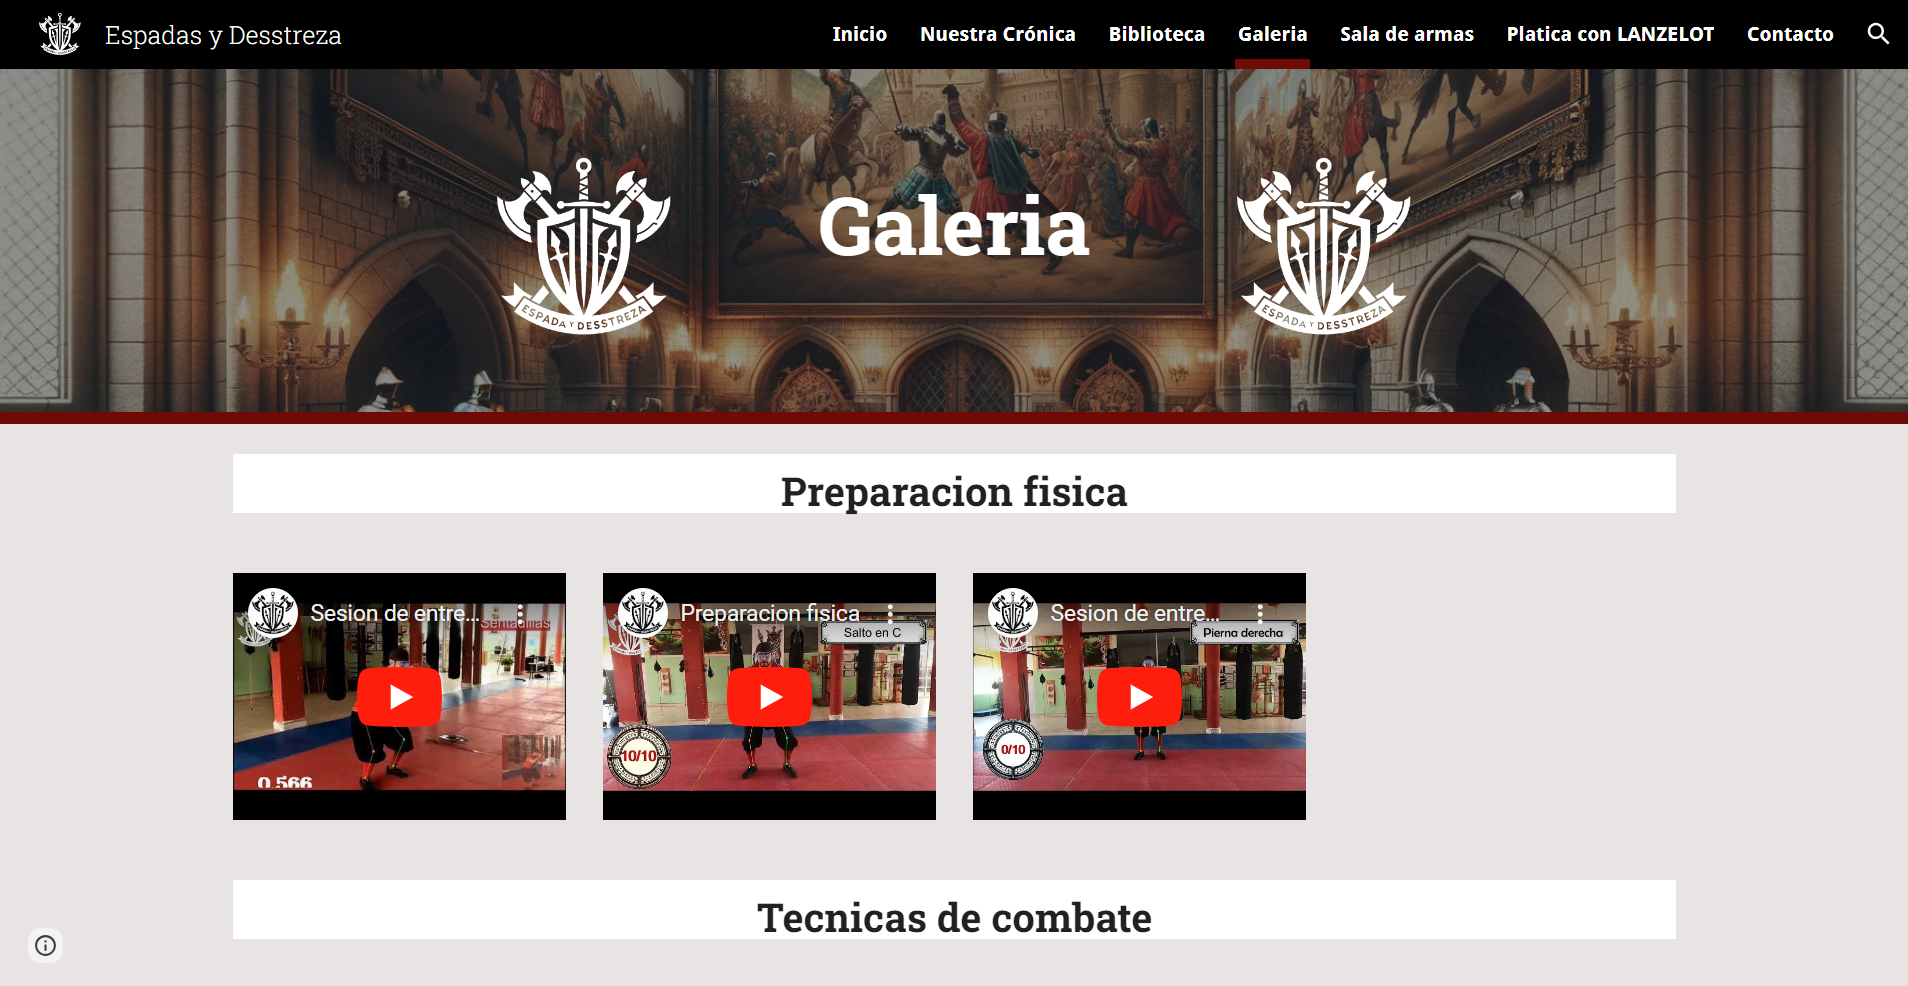 Espadas y Desstreza
Inicio
Nuestra Crónica
Biblioteca
Galeria
Sala de armas
Platica con LANZELOT
Contacto
Galeria
ESPADA Y DESSTREZA
ESPADA Y DESSTREZA
Preparacion fisica
Sesion de entre...
Sentadillas
0.566
Preparacion fisica
Salto en C
10/10
Sesion de entre...
Pierna derecha
0/10
Tecnicas de combate